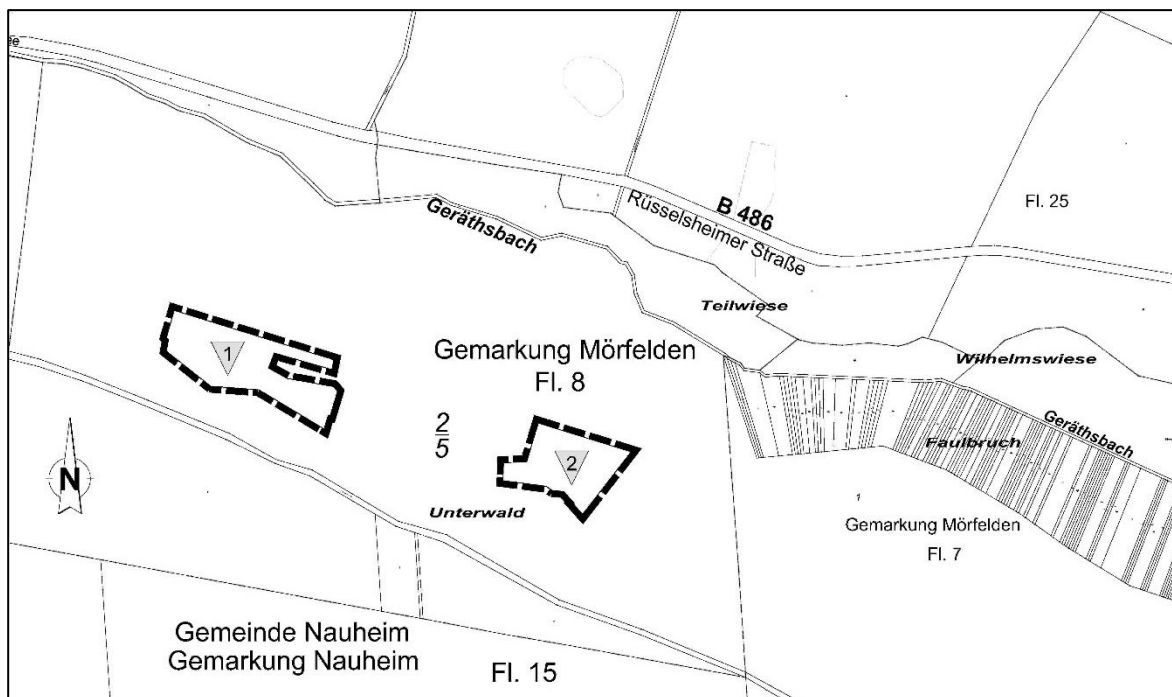 B 486
Rüsselsheimer Straße
Fl. 25
Geräthsbach
Teilwiese
1
Gemarkung Mörfelden
Fl. 8
Wilhelmswiese
Geräthsbach
Faulbruch
2
5
2
N
Unterwald
1
Gemarkung Mörfelden
Fl. 7
Gemeinde Nauheim
Gemarkung Nauheim
Fl. 15